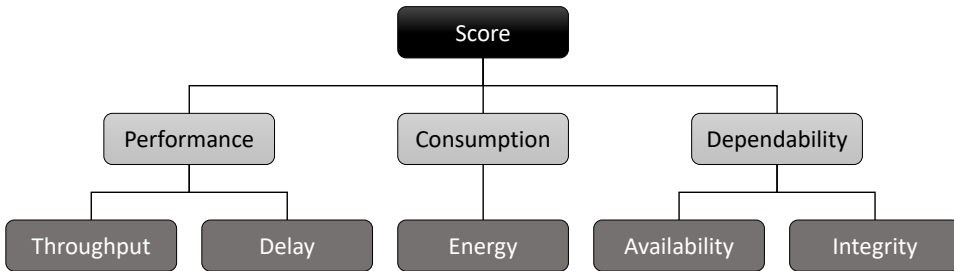 Score
Performance
Consumption
Dependability
Throughput
Delay
Energy
Availability
Integrity